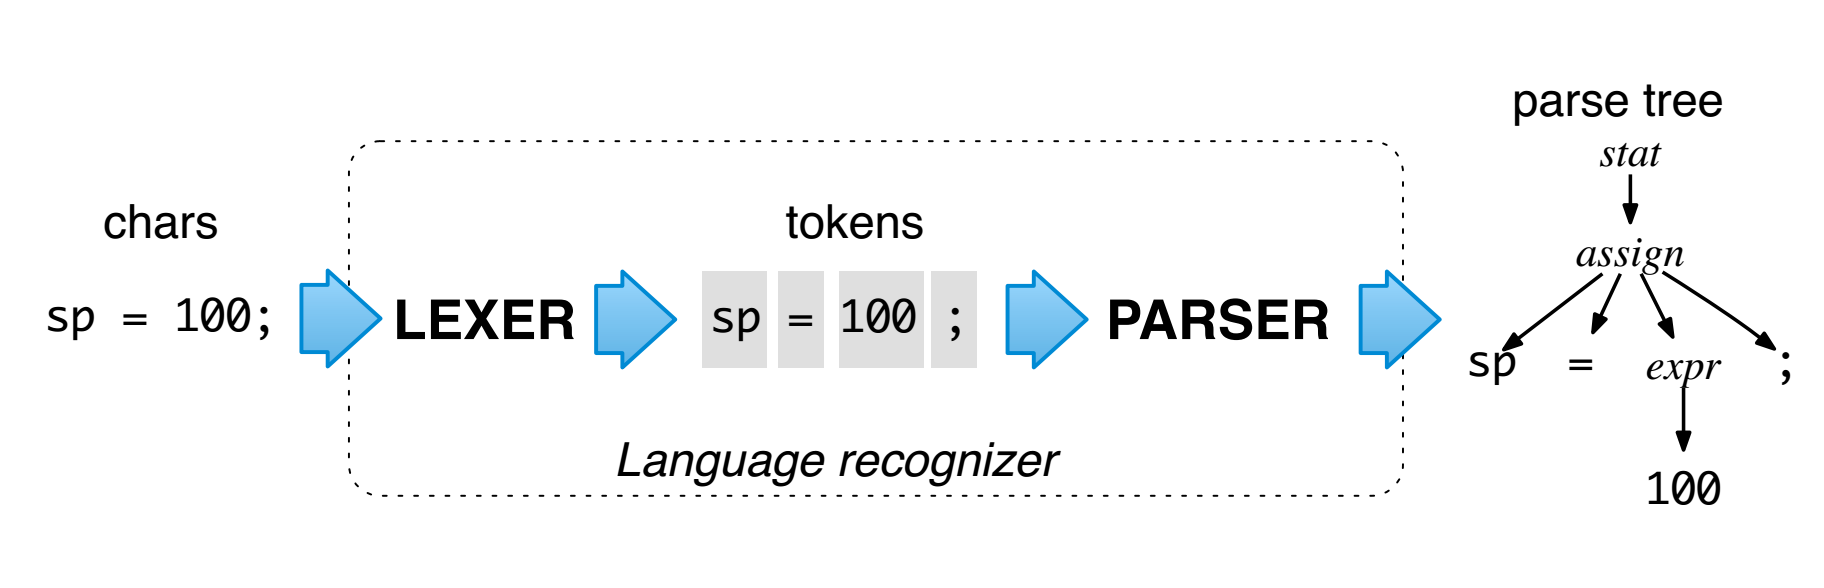 chars
sp = 100;
LEXER
tokens
sp = 100 ;
PARSER
Language recognizer
parse tree
stat
assign
sp = expr ;
100